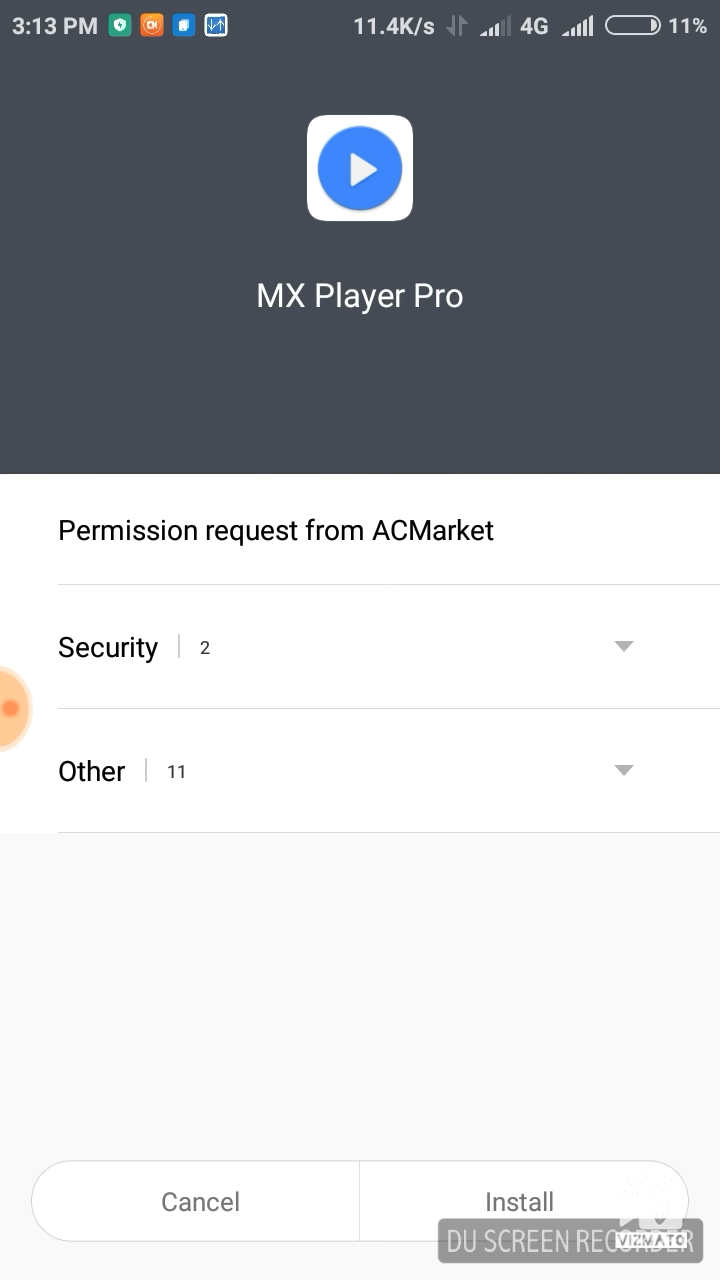 3:13 PM 11.4K/s 4G 11%
MX Player Pro
Permission request from ACMarket
Security 2
Other 11
Cancel Install
DU SCREEN RECORDER
VIZMATO